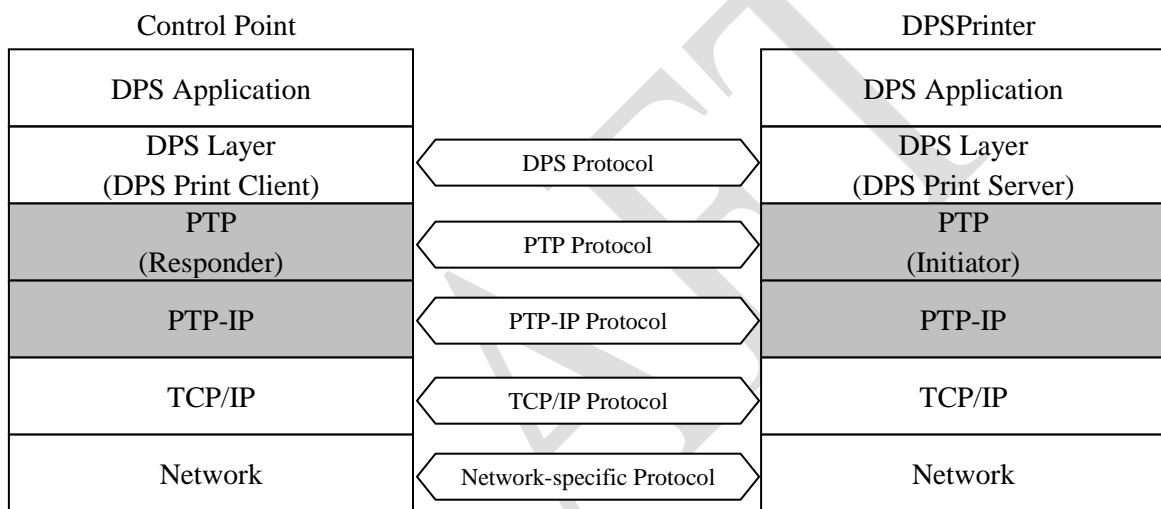 Control Point
DPSPrinter
DPS Application
DPS Application
DPS Layer
(DPS Print Client)
DPS Protocol
DPS Layer
(DPS Print Server)
PTP
(Responder)
PTP Protocol
PTP
(Initiator)
PTP-IP
PTP-IP Protocol
PTP-IP
TCP/IP
TCP/IP Protocol
TCP/IP
Network
Network-specific Protocol
Network